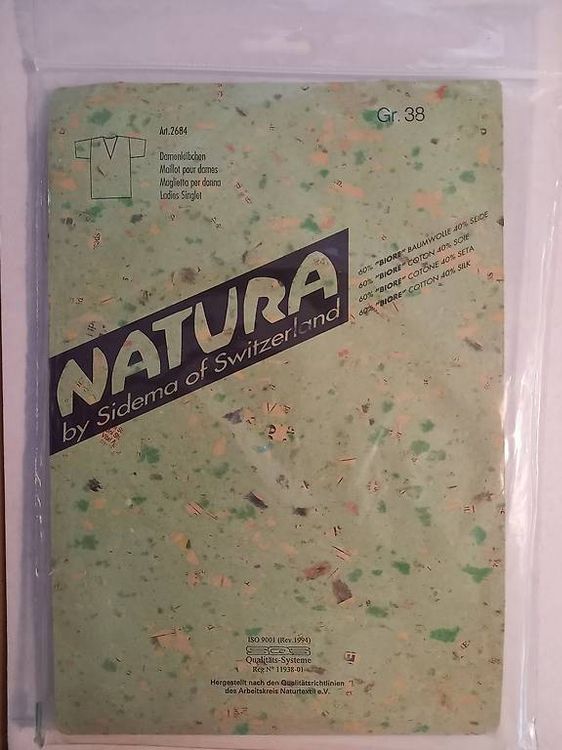 Gr. 38
Art. 2684
Damenleibchen
Maillot pour dames
Maglietta per donna
Ladies Singlet
60% "BIORE" BAUMWOLLE 40% SEIDE
60% "BIORE" COTON 40% SOIE
60% "BIORE" COTONE 40% SETA
60% "BIORE" COTTON 40% SILK
NATURA
by Sidema of Switzerland
ISO 9001 (Rev. 1994)
SQS
Qualitäts-Systeme
Reg N° 11938-01
Hergestellt nach den Qualitätsrichtlinien
des Arbeitskreis Naturtextil e.V.